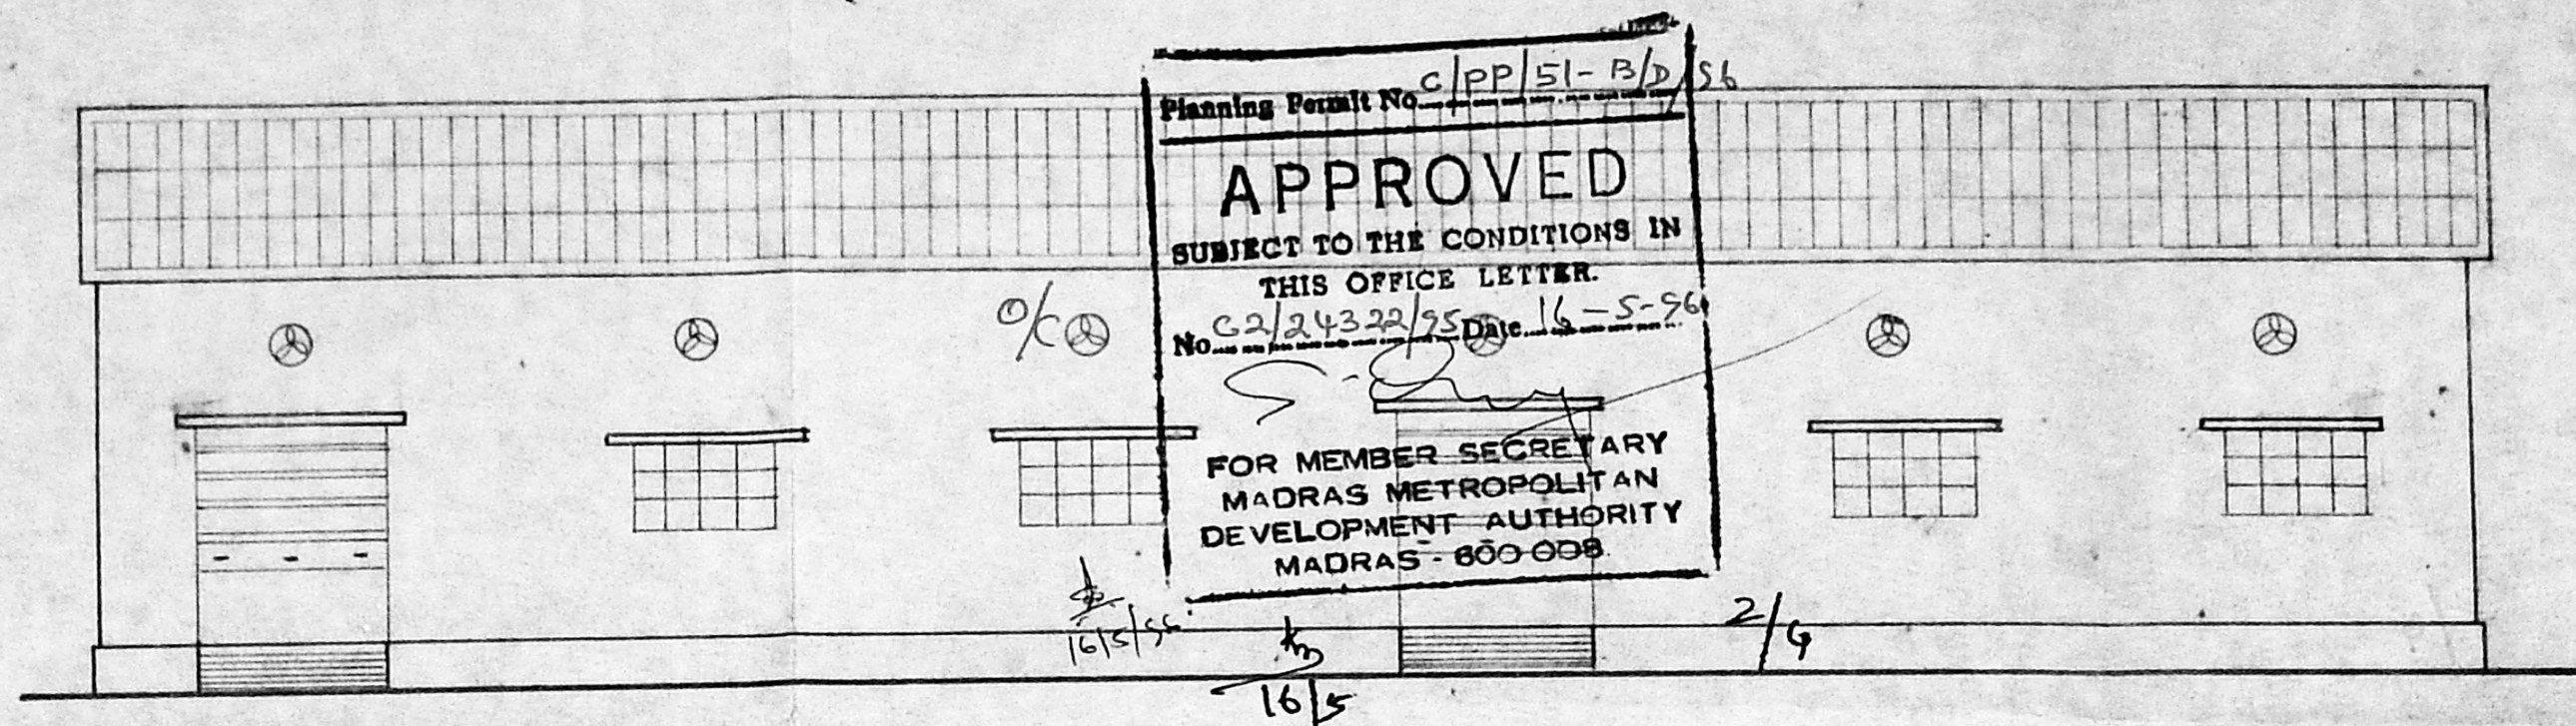 Planning Permit No C/PP/51-B/D/96
APPROVED
SUBJECT TO THE CONDITIONS IN
THIS OFFICE LETTER.
No C2/24322/95 Date 16-5-96
O/C
FOR MEMBER SECRETARY
MADRAS METROPOLITAN
DEVELOPMENT AUTHORITY
MADRAS - 600 008.
16/5/96
16/5
2/G